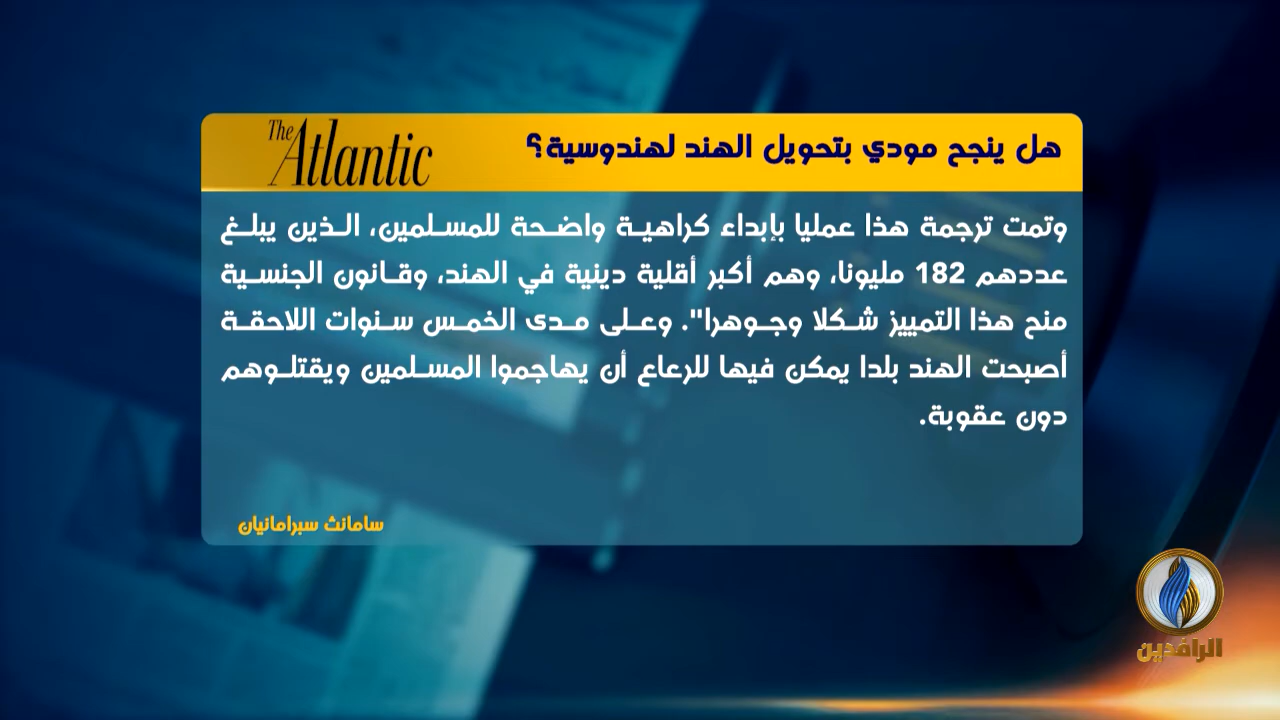 The Atlantic
هل ينجح مودي بتحويل الهند لهندوسية؟
وتمت ترجمة هذا عمليا بإبداء كراهية واضحة للمسلمين، الذين يبلغ
عددهم 182 مليونا، وهم أكبر أقلية دينية في الهند، وقانون الجنسية
منح هذا التمييز شكلا وجوهرا". وعلى مدى الخمس سنوات اللاحقة
أصبحت الهند بلدا يمكن فيها للرعاع أن يهاجموا المسلمين ويقتلوهم
دون عقوبة.
سامانث سبرامانيان
الرافدين